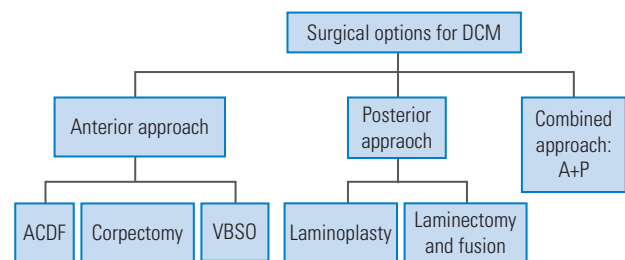 Surgical options for DCM
Anterior approach
Posterior
appraoch
Combined
approach:
A+P
ACDF
Corpectomy
VBSO
Laminoplasty
Laminectomy
and fusion